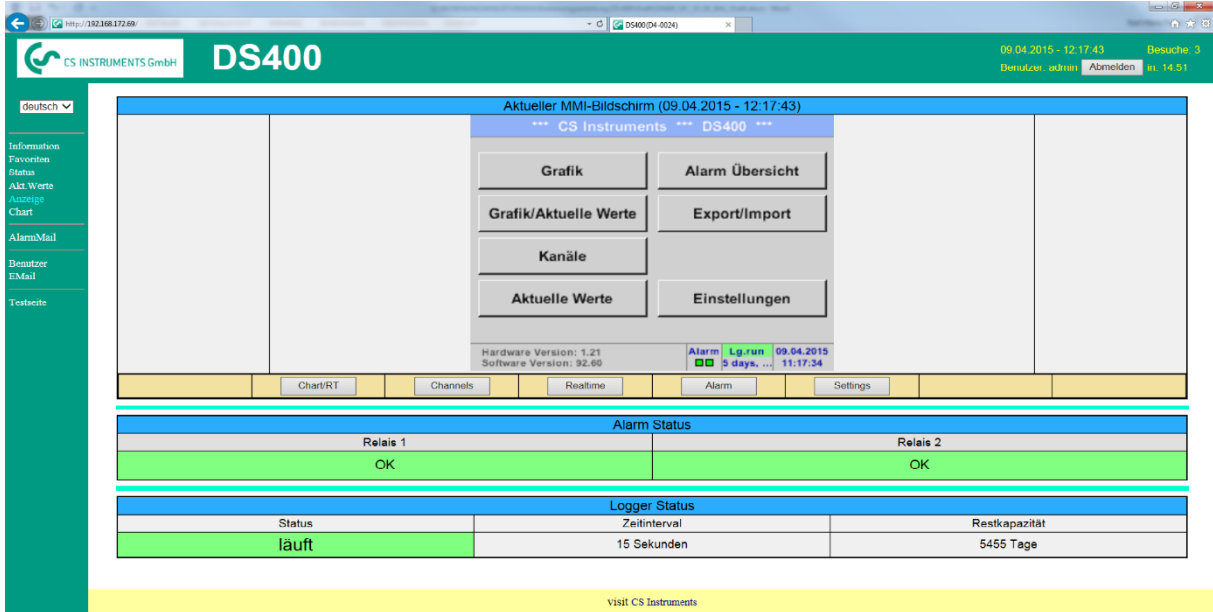 http://192.168.172.69/
DS400(D4-0024)
CS INSTRUMENTS GmbH
DS400
09.04.2015 - 12:17:43 Besuche: 3
Benutzer: admin Abmelden in: 14:51
deutsch
Information
Favoriten
Status
Akt.Werte
Anzeige
Chart
AlarmMail
Benutzer
EMail
Testseite
Aktueller MMI-Bildschirm (09.04.2015 - 12:17:43)
*** CS Instruments *** DS400 ***
Grafik Alarm Übersicht
Grafik/Aktuelle Werte Export/Import
Kanäle
Aktuelle Werte Einstellungen
Hardware Version: 1.21 Alarm Lg.run 09.04.2015
Software Version: 92.60 5 days, ... 11:17:34
Chart/RT Channels Realtime Alarm Settings
Alarm Status
Relais 1 Relais 2
OK OK
Logger Status
Status Zeitinterval Restkapazität
läuft 15 Sekunden 5455 Tage
visit CS Instruments